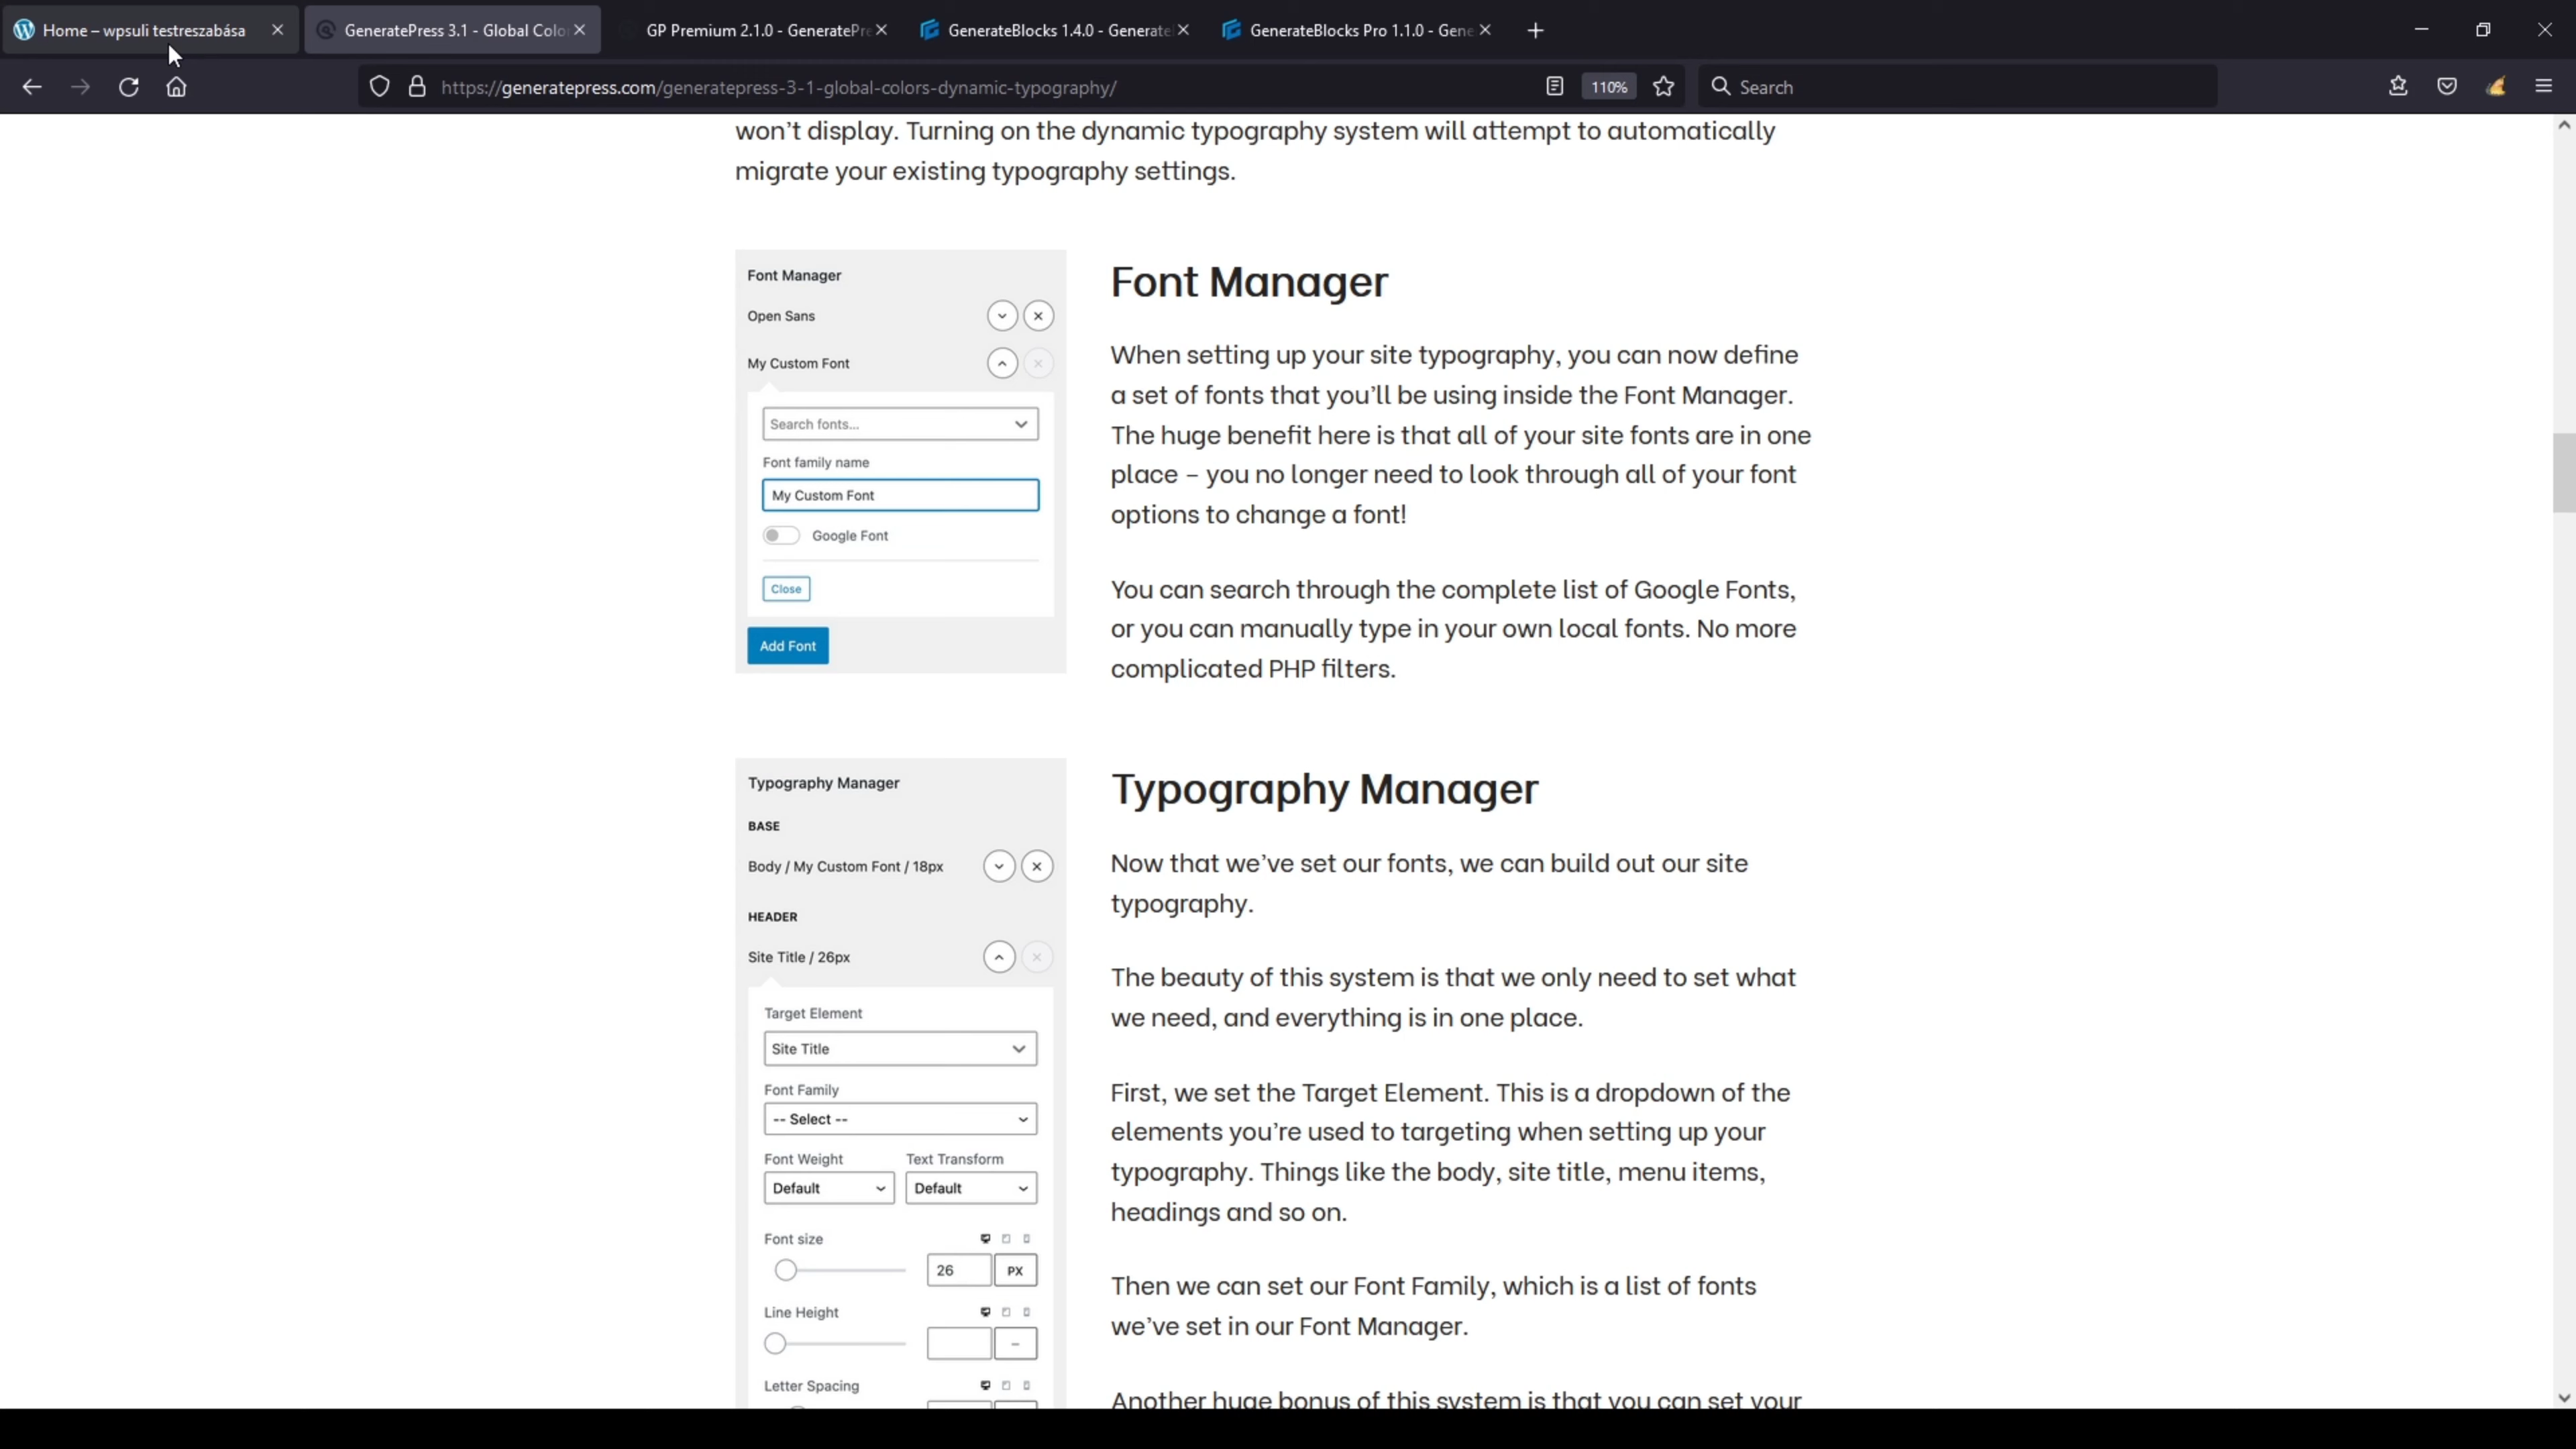 Home – wpsuli testreszabása
GeneratePress 3.1 - Global Colo
GP Premium 2.1.0 - GeneratePre
GenerateBlocks 1.4.0 - Generate
GenerateBlocks Pro 1.1.0 - Gene
https://generatepress.com/generatepress-3-1-global-colors-dynamic-typography/
110%
Search
won't display. Turning on the dynamic typography system will attempt to automatically
migrate your existing typography settings.
Font Manager
Open Sans
My Custom Font
Search fonts...
Font family name
My Custom Font
Google Font
Close
Add Font
Font Manager
When setting up your site typography, you can now define
a set of fonts that you'll be using inside the Font Manager.
The huge benefit here is that all of your site fonts are in one
place – you no longer need to look through all of your font
options to change a font!
You can search through the complete list of Google Fonts,
or you can manually type in your own local fonts. No more
complicated PHP filters.
Typography Manager
BASE
Body / My Custom Font / 18px
HEADER
Site Title / 26px
Target Element
Site Title
Font Family
-- Select --
Font Weight Text Transform
Default Default
Font size
26 PX
Line Height
–
Letter Spacing
Typography Manager
Now that we've set our fonts, we can build out our site
typography.
The beauty of this system is that we only need to set what
we need, and everything is in one place.
First, we set the Target Element. This is a dropdown of the
elements you're used to targeting when setting up your
typography. Things like the body, site title, menu items,
headings and so on.
Then we can set our Font Family, which is a list of fonts
we've set in our Font Manager.
Another huge bonus of this system is that you can set your